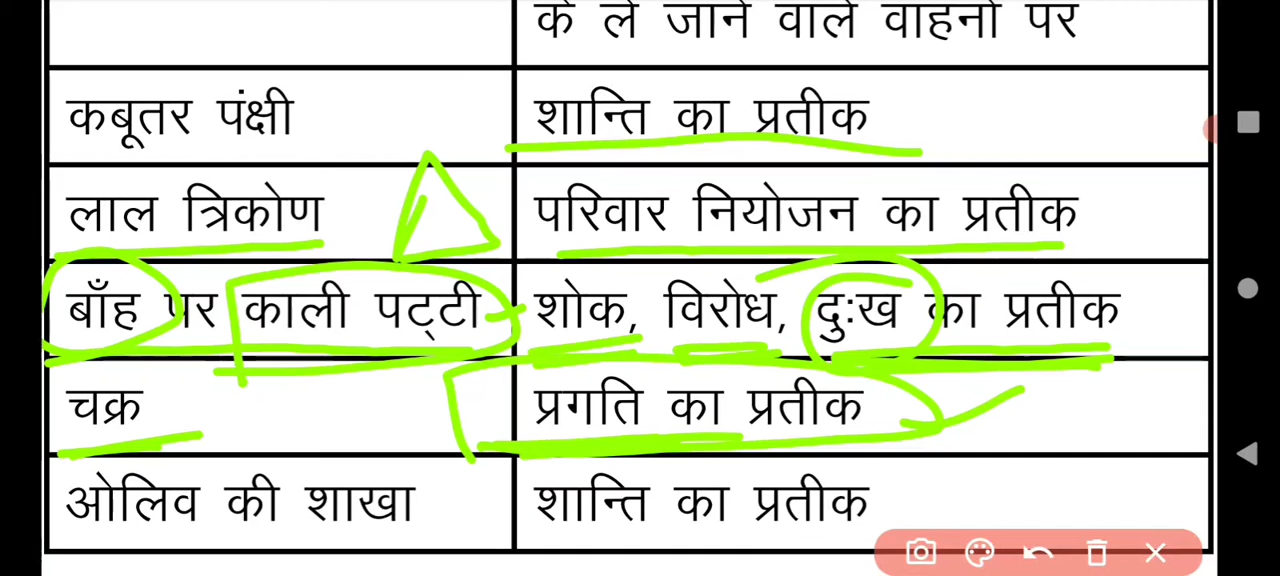 के ले जाने वाले वाहनों पर
कबूतर पंक्षी शान्ति का प्रतीक
लाल त्रिकोण परिवार नियोजन का प्रतीक
बाँह पर काली पट्टी शोक, विरोध, दुःख का प्रतीक
चक्र प्रगति का प्रतीक
ओलिव की शाखा शान्ति का प्रतीक